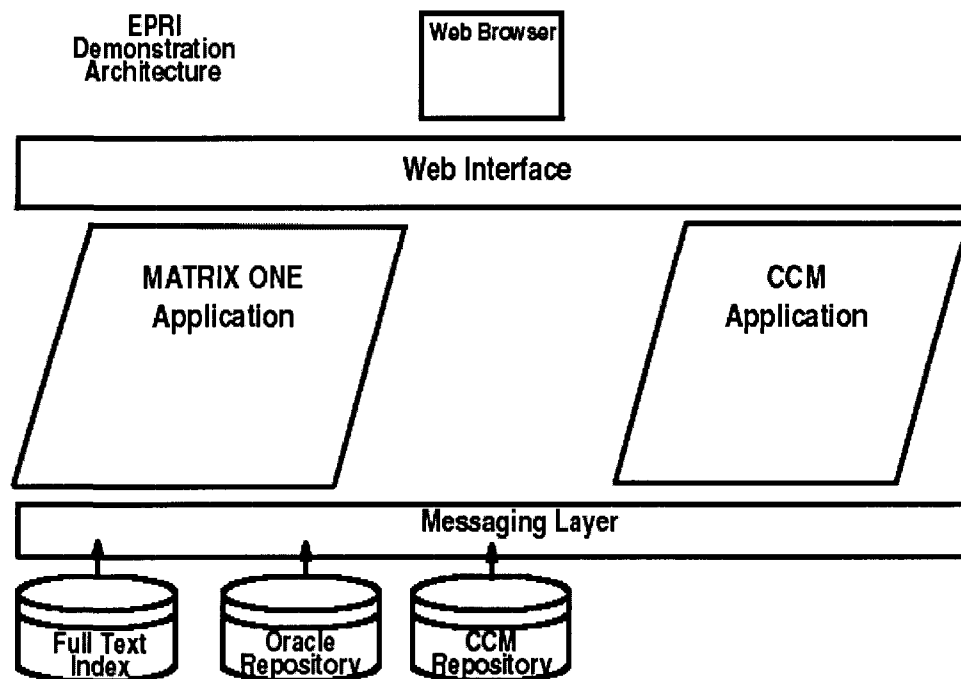 EPRI
Demonstration
Architecture
Web Browser
Web Interface
MATRIX ONE
Application
CCM
Application
Messaging Layer
Full Text
Index
Oracle
Repository
CCM
Repository